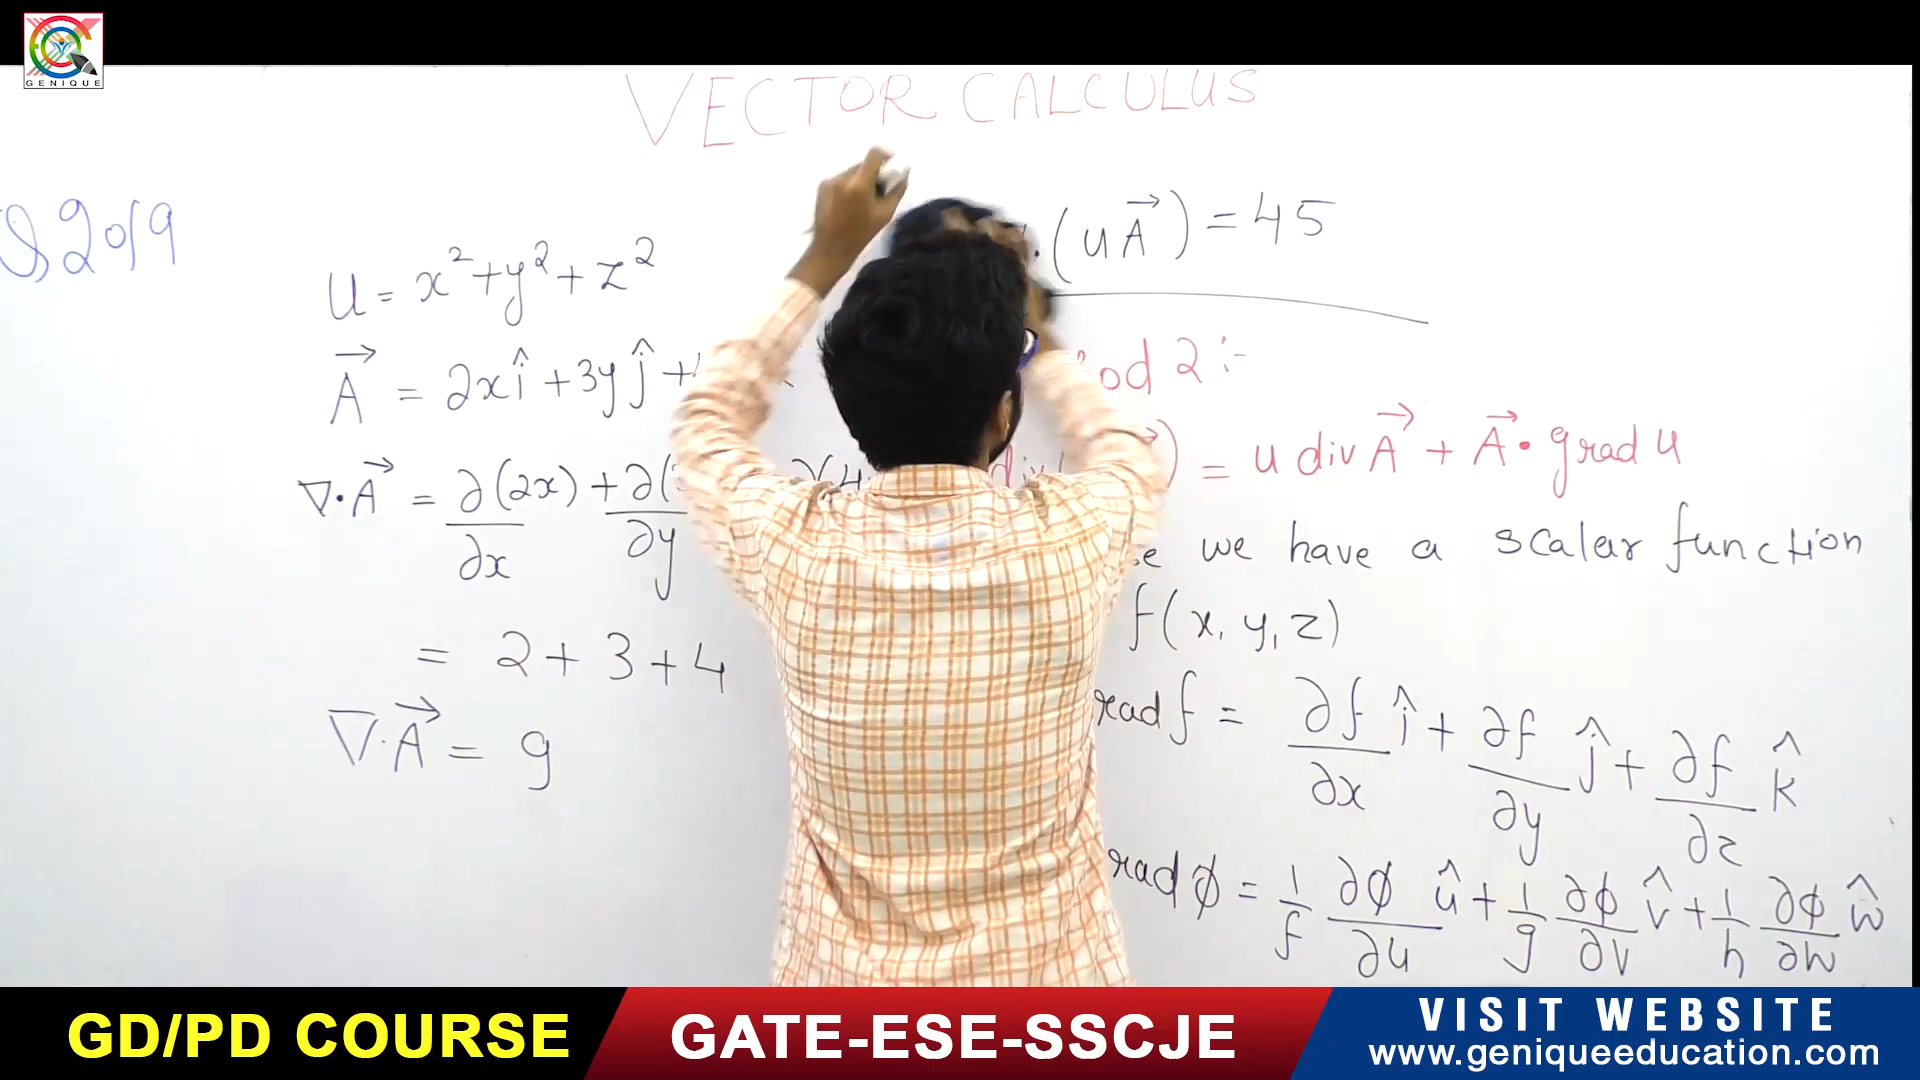 GENIQUE
VECTOR CALCULUS
2019
u = x² + y² + z²
A⃗ = 2xî + 3yĵ +
∇·A⃗ = ∂(2x)/∂x + ∂( /∂y ∂(4
= 2 + 3 + 4
∇·A⃗ = 9
·(uA⃗) = 45
2 :-
) = u div A⃗ + A⃗ · grad u
we have a scalar function
f(x, y, z)
rad f = ∂f/∂x î + ∂f/∂y ĵ + ∂f/∂z k̂
rad ϕ = 1/f ∂ϕ/∂u û + 1/g ∂ϕ/∂v v̂ + 1/h ∂ϕ/∂w ŵ
GD/PD COURSE
GATE-ESE-SSCJE
VISIT WEBSITE
www.geniqueeducation.com